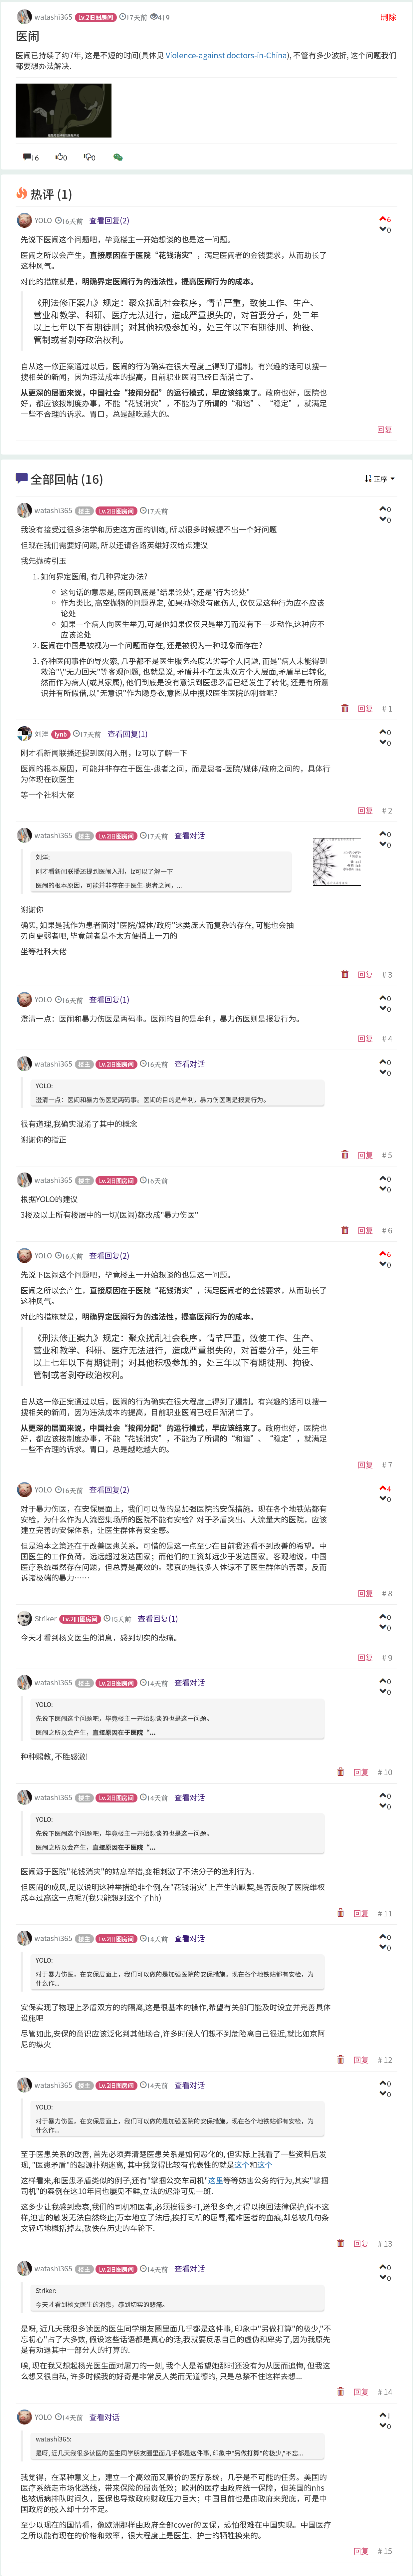 watashi365 Lv.2旧图房间 17天前 419 删除
医闹
医闹已持续了约7年, 这是不短的时间(具体见 Violence-against doctors-in-China), 不管有多少波折, 这个问题我们
都要想办法解决.
16 0 0
热评 (1)
YOLO 16天前 查看回复(2) 6
0
先说下医闹这个问题吧，毕竟楼主一开始想谈的也是这一问题。
医闹之所以会产生，直接原因在于医院“花钱消灾”，满足医闹者的金钱要求，从而助长了
这种风气。
对此的措施就是，明确界定医闹行为的违法性，提高医闹行为的成本。
《刑法修正案九》规定：聚众扰乱社会秩序，情节严重，致使工作、生产、
营业和教学、科研、医疗无法进行，造成严重损失的，对首要分子，处三年
以上七年以下有期徒刑；对其他积极参加的，处三年以下有期徒刑、拘役、
管制或者剥夺政治权利。
自从这一修正案通过以后，医闹的行为确实在很大程度上得到了遏制。有兴趣的话可以搜一
搜相关的新闻，因为违法成本的提高，目前职业医闹已经日渐消亡了。
从更深的层面来说，中国社会“按闹分配”的运行模式，早应该结束了。政府也好，医院也
好，都应该按制度办事，不能“花钱消灾”，不能为了所谓的“和谐”、“稳定”，就满足
一些不合理的诉求。胃口，总是越吃越大的。
回复
全部回帖 (16) 正序
watashi365 楼主 Lv.2旧图房间 17天前 0
0
我没有接受过很多法学和历史这方面的训练, 所以很多时候提不出一个好问题
但现在我们需要好问题, 所以还请各路英雄好汉给点建议
我先抛砖引玉
1. 如何界定医闹, 有几种界定办法?
这句话的意思是, 医闹到底是"结果论处", 还是"行为论处"
作为类比, 高空抛物的问题界定, 如果抛物没有砸伤人, 仅仅是这种行为应不应该
论处
如果一个病人向医生举刀,可是他如果仅仅只是举刀而没有下一步动作,这种应不
应该论处
2. 医闹在中国是被视为一个问题而存在, 还是被视为一种现象而存在?
3. 各种医闹事件的导火索, 几乎都不是医生服务态度恶劣等个人问题, 而是"病人未能得到
救治"\"无力回天"等客观问题, 也就是说, 矛盾并不在医患双方个人层面,矛盾早已转化,
然而作为病人(或其家属), 他们到底是没有意识到医患矛盾已经发生了转化, 还是有所意
识并有所假借,以"无意识"作为隐身衣,意图从中攫取医生医院的利益呢?
回复 # 1
刘洋 lynb 17天前 查看回复(1) 0
0
刚才看新闻联播还提到医闹入刑，lz可以了解一下
医闹的根本原因，可能并非存在于医生-患者之间，而是患者-医院/媒体/政府之间的，具体行
为体现在砍医生
等一个社科大佬
回复 # 2
watashi365 楼主 Lv.2旧图房间 17天前 查看对话 0
0
刘洋:
刚才看新闻联播还提到医闹入刑，lz可以了解一下
医闹的根本原因，可能并非存在于医生-患者之间，...
谢谢你
确实, 如果是我作为患者面对"医院/媒体/政府"这类庞大而复杂的存在, 可能也会抽
刃向更弱者吧, 毕竟前者是不太方便捅上一刀的
坐等社科大佬
回复 # 3
YOLO 16天前 查看回复(1) 0
0
澄清一点：医闹和暴力伤医是两码事。医闹的目的是牟利，暴力伤医则是报复行为。
回复 # 4
watashi365 楼主 Lv.2旧图房间 16天前 查看对话 0
0
YOLO:
澄清一点：医闹和暴力伤医是两码事。医闹的目的是牟利，暴力伤医则是报复行为。
很有道理,我确实混淆了其中的概念
谢谢你的指正
回复 # 5
watashi365 楼主 Lv.2旧图房间 16天前 0
0
根据YOLO的建议
3楼及以上所有楼层中的一切(医闹)都改成"暴力伤医"
回复 # 6
YOLO 16天前 查看回复(2) 6
0
先说下医闹这个问题吧，毕竟楼主一开始想谈的也是这一问题。
医闹之所以会产生，直接原因在于医院“花钱消灾”，满足医闹者的金钱要求，从而助长了
这种风气。
对此的措施就是，明确界定医闹行为的违法性，提高医闹行为的成本。
《刑法修正案九》规定：聚众扰乱社会秩序，情节严重，致使工作、生产、
营业和教学、科研、医疗无法进行，造成严重损失的，对首要分子，处三年
以上七年以下有期徒刑；对其他积极参加的，处三年以下有期徒刑、拘役、
管制或者剥夺政治权利。
自从这一修正案通过以后，医闹的行为确实在很大程度上得到了遏制。有兴趣的话可以搜一
搜相关的新闻，因为违法成本的提高，目前职业医闹已经日渐消亡了。
从更深的层面来说，中国社会“按闹分配”的运行模式，早应该结束了。政府也好，医院也
好，都应该按制度办事，不能“花钱消灾”，不能为了所谓的“和谐”、“稳定”，就满足
一些不合理的诉求。胃口，总是越吃越大的。
回复 # 7
YOLO 16天前 查看回复(2) 4
0
对于暴力伤医，在安保层面上，我们可以做的是加强医院的安保措施。现在各个地铁站都有
安检，为什么作为人流密集场所的医院不能有安检？对于矛盾突出、人流量大的医院，应该
建立完善的安保体系，让医生群体有安全感。
但是治本之策还在于改善医患关系。可惜的是这一点至少在目前我还看不到改善的希望。中
国医生的工作负荷，远远超过发达国家；而他们的工资却远少于发达国家。客观地说，中国
医疗系统虽然存在问题，但总算是高效的。悲哀的是很多人体谅不了医生群体的苦衷，反而
诉诸极端的暴力……
回复 # 8
Striker Lv.2旧图房间 15天前 查看回复(1) 0
0
今天才看到杨文医生的消息，感到切实的悲痛。
回复 # 9
watashi365 楼主 Lv.2旧图房间 14天前 查看对话 0
0
YOLO:
先说下医闹这个问题吧，毕竟楼主一开始想谈的也是这一问题。
医闹之所以会产生，直接原因在于医院“...
种种赐教, 不胜感激!
回复 # 10
watashi365 楼主 Lv.2旧图房间 14天前 查看对话 0
0
YOLO:
先说下医闹这个问题吧，毕竟楼主一开始想谈的也是这一问题。
医闹之所以会产生，直接原因在于医院“...
医闹源于医院"花钱消灾"的姑息举措,变相刺激了不法分子的渔利行为.
但医闹的成风,足以说明这种举措绝非个例,在"花钱消灾"上产生的默契,是否反映了医院维权
成本过高这一点呢?(我只能想到这个了hh)
回复 # 11
watashi365 楼主 Lv.2旧图房间 14天前 查看对话 0
0
YOLO:
对于暴力伤医，在安保层面上，我们可以做的是加强医院的安保措施。现在各个地铁站都有安检，为
什么作...
安保实现了物理上矛盾双方的的隔离,这是很基本的操作,希望有关部门能及时设立并完善具体
设施吧
尽管如此,安保的意识应该泛化到其他场合,许多时候人们想不到危险离自己很近,就比如京阿
尼的纵火
回复 # 12
watashi365 楼主 Lv.2旧图房间 14天前 查看对话 0
0
YOLO:
对于暴力伤医，在安保层面上，我们可以做的是加强医院的安保措施。现在各个地铁站都有安检，为
什么作...
至于医患关系的改善, 首先必须弄清楚医患关系是如何恶化的, 但实际上我看了一些资料后发
现, "医患矛盾"的起源扑朔迷离, 其中我觉得比较有代表性的就是这个和这个
这样看来,和医患矛盾类似的例子,还有"掌掴公交车司机"这里等等妨害公务的行为,其实"掌掴
司机"的案例在这10年间也屡见不鲜,立法的迟滞可见一斑.
这多少让我感到悲哀,我们的司机和医者,必须挨很多打,送很多命,才得以换回法律保护,倘不这
样,迫害的触发无法自然终止;万幸地立了法后,挨打司机的屈辱,罹难医者的血痕,却总被几句条
文轻巧地概括掉去,散佚在历史的车轮下.
回复 # 13
watashi365 楼主 Lv.2旧图房间 14天前 查看对话 0
0
Striker:
今天才看到杨文医生的消息，感到切实的悲痛。
是呀, 近几天我很多读医的医生同学朋友圈里面几乎都是这件事, 印象中"另做打算"的极少,"不
忘初心"占了大多数, 假设这些话语都是真心的话,我就要反思自己的虚伪和卑劣了,因为我原先
是有劝退其中一部分人的打算的.
唉, 现在我又想起杨光医生面对屠刀的一刻, 我个人是希望她那时还没有为从医而追悔, 但我这
么想又很自私, 许多时候我的好奇是非常反人类而无道德的, 只是总禁不住这样去想...
回复 # 14
YOLO 14天前 查看对话 1
0
watashi365:
是呀, 近几天我很多读医的医生同学朋友圈里面几乎都是这件事, 印象中"另做打算"的极少,"不忘...
我觉得，在某种意义上，建立一个高效而又廉价的医疗系统，几乎是不可能的任务。美国的
医疗系统走市场化路线，带来保险的昂贵低效；欧洲的医疗由政府统一保障，但英国的nhs
也被诟病排队时间久，医保也导致政府财政压力巨大；中国目前也是由政府来兜底，可是中
国政府的投入却十分不足。
至少以现在的国情看，像欧洲那样由政府全部cover的医保，恐怕很难在中国实现。中国医疗
之所以能有现在的价格和效率，很大程度上是医生、护士的牺牲换来的。
回复 # 15